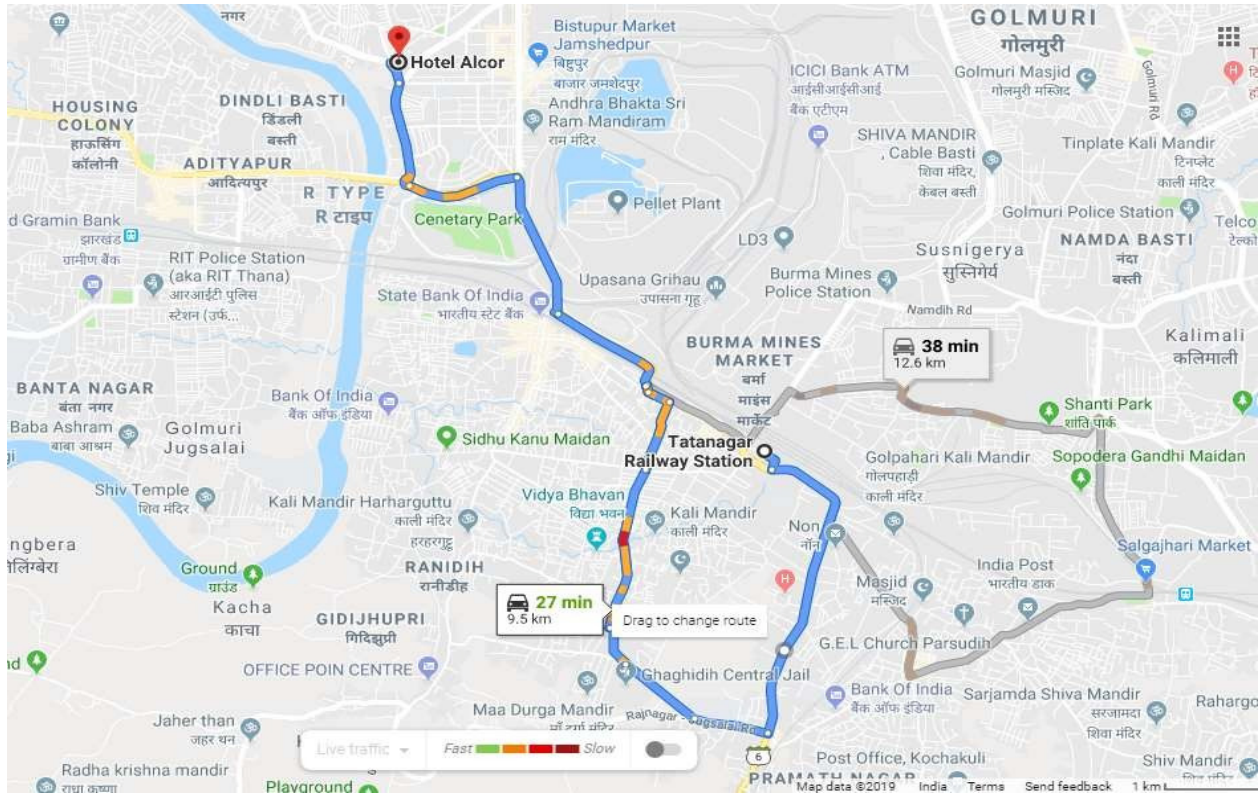 नगर
Bistupur Market
Jamshedpur
बिष्टुपुर
बाजार जमशेदपुर
GOLMURI
गोलमुरी
Hotel Alcor
ICICI Bank ATM
आईसीआईसीआई
बैंक एटीएम
Golmuri Masjid
गोलमुरी मस्जिद
Golmuri Rd
HOUSING
COLONY
हाऊसिंग
कॉलोनी
DINDLI BASTI
डिंडली
बस्ती
Andhra Bhakta Sri
Ram Mandiram
राम मंदिर
SHIVA MANDIR
, Cable Basti
शिवा मंदिर,
केबल बस्ती
Tinplate Kali Mandir
टिनप्लेट
काली मंदिर
ADITYAPUR
आदित्यपुर
R TYPE
R टाइप
Cenetary Park
Pellet Plant
Golmuri Police Station
d Gramin Bank
झारखंड
ग्रामीण बैंक
LD3
Susnigerya
सुस्निगेर्य
NAMDA BASTI
नंदा
बस्ती
Telco
RIT Police Station
(aka RIT Thana)
आरआईटी पुलिस
स्टेशन (उर्फ...
State Bank Of India
भारतीय स्टेट बैंक
Upasana Grihau
उपासना गृह
Burma Mines
Police Station
Namdih Rd
BURMA MINES
MARKET
बर्मा
माइंस
मार्केट
38 min
12.6 km
Kalimali
कलिमाली
BANTA NAGAR
बंता नगर
Bank Of India
बैंक ऑफ इंडिया
Shanti Park
शांति पार्क
Baba Ashram
बाबा आश्रम
Golmuri
Jugsalai
Sidhu Kanu Maidan
Tatanagar
Railway Station
Golpahari Kali Mandir
गोलपहाड़ी
काली मंदिर
Sopodera Gandhi Maidan
Shiv Temple
शिव मंदिर
Kali Mandir Harharguttu
काली मंदिर
हरहरगुट्टू
Vidya Bhavan
विद्या भवन
Kali Mandir
काली मंदिर
Non
नॉन
Salgajhari Market
ngbera
Ground
ग्राउंड
RANIDIH
रानीडीह
India Post
भारतीय डाक
Masjid
मस्जिद
Kacha
काचा
GIDIJHUPRI
गिदिझुप्री
27 min
9.5 km
Drag to change route
G.E.L Church Parsudih
OFFICE POIN CENTRE
Ghaghidih Central Jail
Bank Of India
बैंक ऑफ इंडिया
Sarjamda Shiva Mandir
सरजामदा
शिवा मंदिर
Rahargo
Maa Durga Mandir
माँ दुर्गा मंदिर
Rajnagar - Jugsalai Rd
Jaher than
जहर थन
Live traffic
Fast
Slow
6
Post Office, Kochakuli
Shiv Mandir
Radha krishna mandir
राधा कृष्णा
Playground
PRAMATH NAGAR
Map data ©2019
India
Terms
Send feedback
1 km